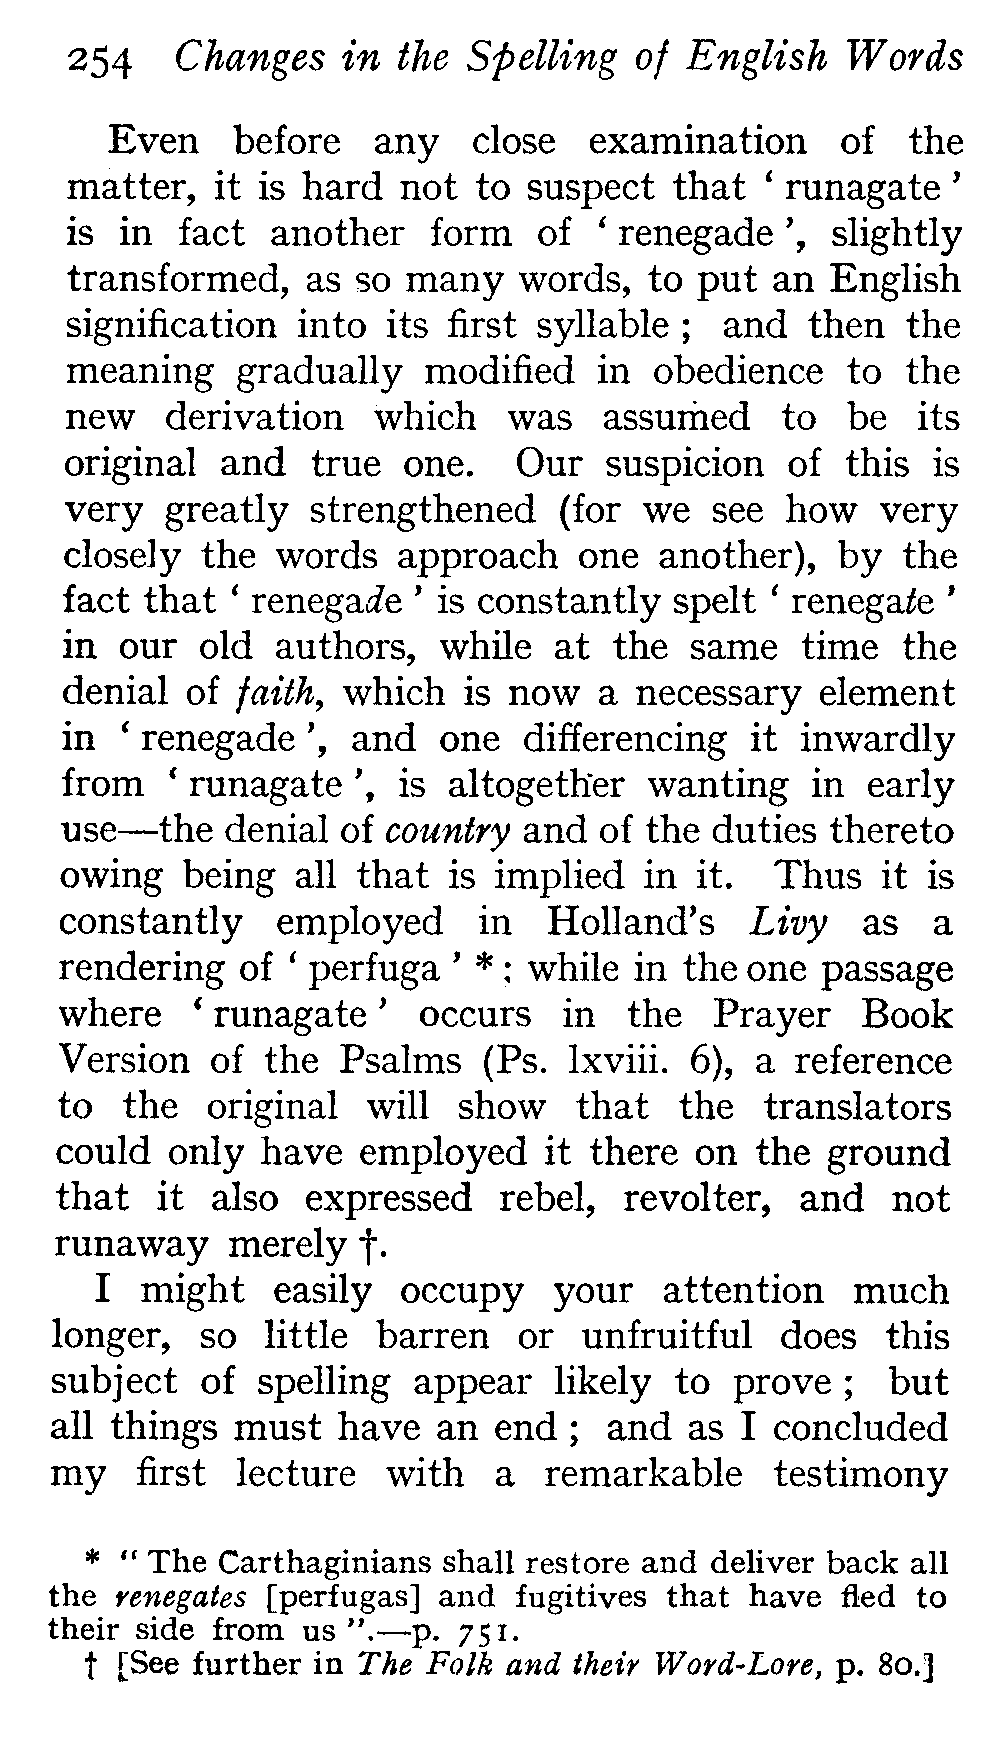 254 Changes in the Spelling of English Words
Even before any close examination of the
matter, it is hard not to suspect that ‘ runagate ’
is in fact another form of ‘ renegade ’, slightly
transformed, as so many words, to put an English
signification into its first syllable ; and then the
meaning gradually modified in obedience to the
new derivation which was assumed to be its
original and true one. Our suspicion of this is
very greatly strengthened (for we see how very
closely the words approach one another), by the
fact that ‘ renegade ’ is constantly spelt ‘ renegate ’
in our old authors, while at the same time the
denial of faith, which is now a necessary element
in ‘ renegade ’, and one differencing it inwardly
from ‘ runagate ’, is altogether wanting in early
use—the denial of country and of the duties thereto
owing being all that is implied in it. Thus it is
constantly employed in Holland’s Livy as a
rendering of ‘ perfuga ’ * ; while in the one passage
where ‘ runagate ’ occurs in the Prayer Book
Version of the Psalms (Ps. lxviii. 6), a reference
to the original will show that the translators
could only have employed it there on the ground
that it also expressed rebel, revolter, and not
runaway merely †.
I might easily occupy your attention much
longer, so little barren or unfruitful does this
subject of spelling appear likely to prove ; but
all things must have an end ; and as I concluded
my first lecture with a remarkable testimony
* “ The Carthaginians shall restore and deliver back all
the renegates [perfugas] and fugitives that have fled to
their side from us ”.—p. 751.
† [See further in The Folk and their Word-Lore, p. 80.]